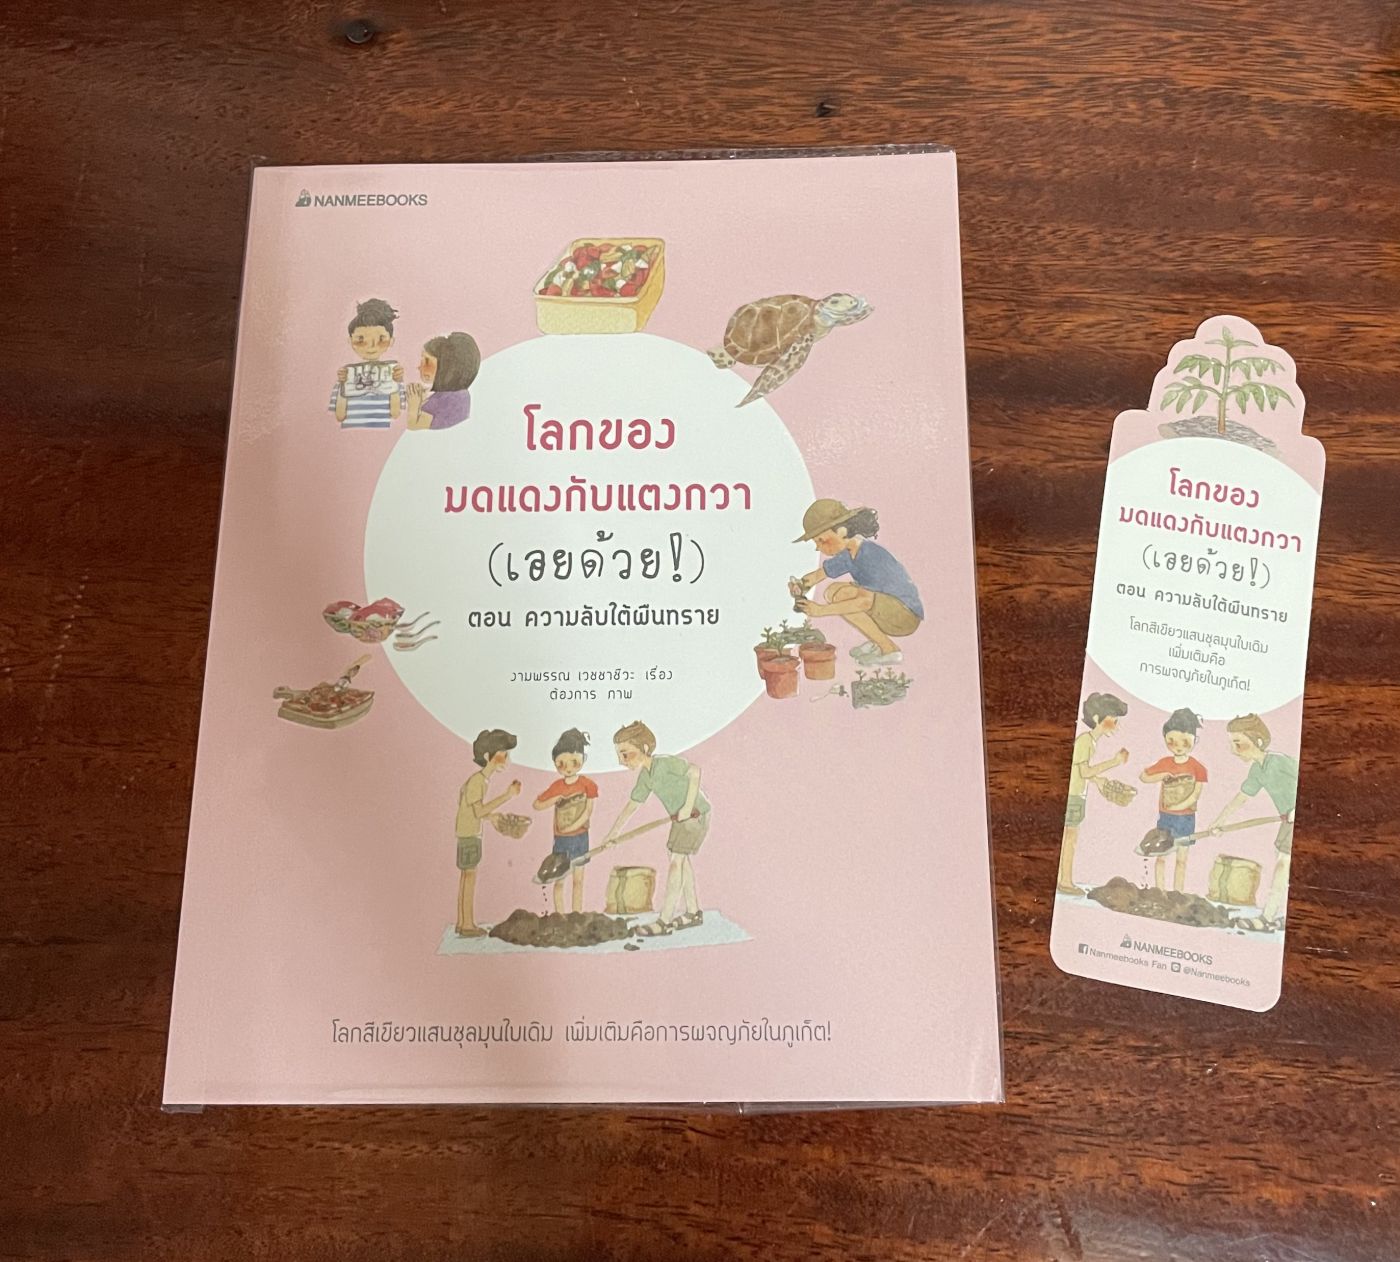 NANMEEBOOKS
โลกของ
มดแดงกับแตงกวา
(เอยด้วย!)
ตอน ความลับใต้ผืนทราย
งามพรรณ เวชชาชีวะ เรื่อง
ต้องการ ภาพ
โลกสีเขียวแสนซุลมุนใบเดิม เพิ่มเติมคือการผจญภัยในภูเก็ต!
โลกของ
มดแดงกับแตงกวา
(เอยด้วย!)
ตอน ความลับใต้ผืนทราย
โลกสีเขียวแสนซุลมุนใบเดิม
เพิ่มเติมคือ
การผจญภัยในภูเก็ต!
NANMEEBOOKS
Nanmeebooks Fan @Nanmeebooks